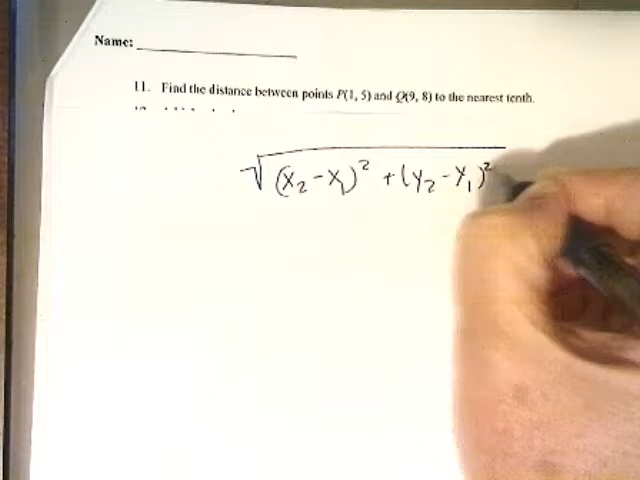 Name: ____________
11. Find the distance between points P(1, 5) and Q(9, 8) to the nearest tenth.
√(x₂ - x₁)² + (y₂ - y₁)²